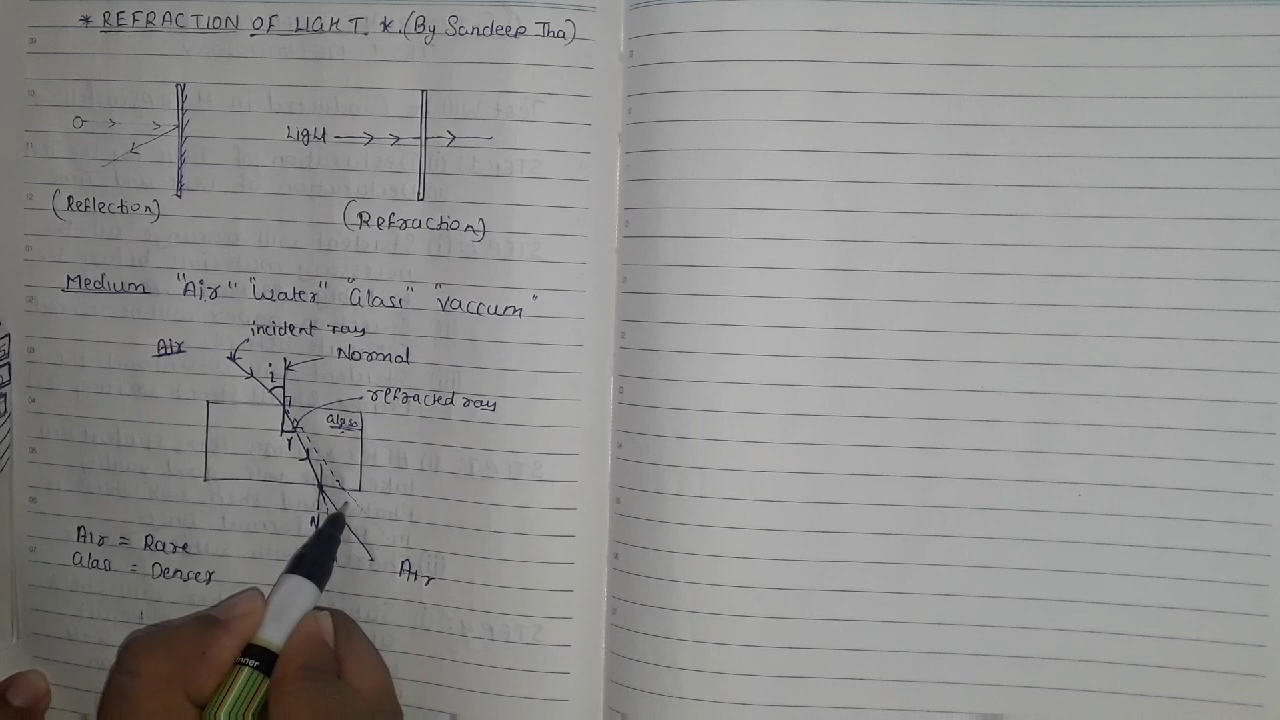 * REFRACTION OF LIGHT. *. (By Sandeep Jha)
Light
(Reflection)
(Refraction)
Medium "Air" "Water" "Glass" "vaccum"
incident ray
Air
Normal
i
refracted ray
Glass
r
N
Air = Rare
Glass = Denser
Air
nner